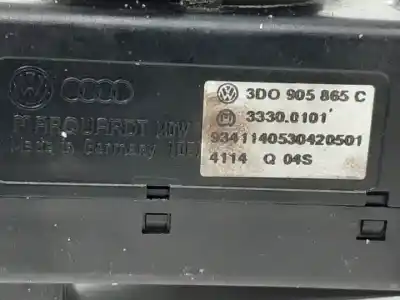 MARQUARDT
Made in Germany
3D0 905 865 C
3330.0101
9341140530420501
4114 Q 04S